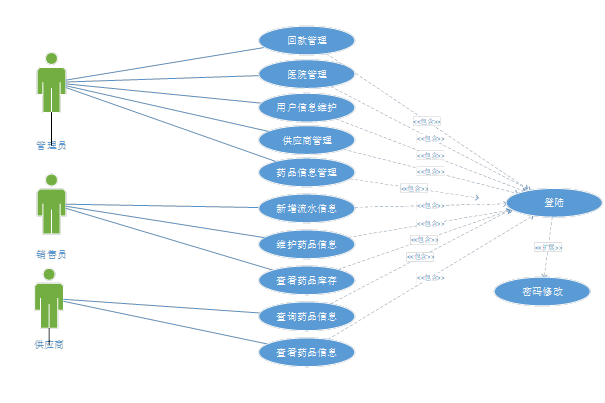 回款管理
医院管理
用户信息维护
供应商管理
药品信息管理
新增流水信息
维护药品信息
查看药品库存
查询药品信息
查看药品信息
管理员
销售员
供应商
<<包含>>
<<包含>>
<<包含>>
<<包含>>
<<包含>>
<<包含>>
<<包含>>
<<包含>>
<<包含>>
<<包含>>
登陆
<<扩展>>
密码修改